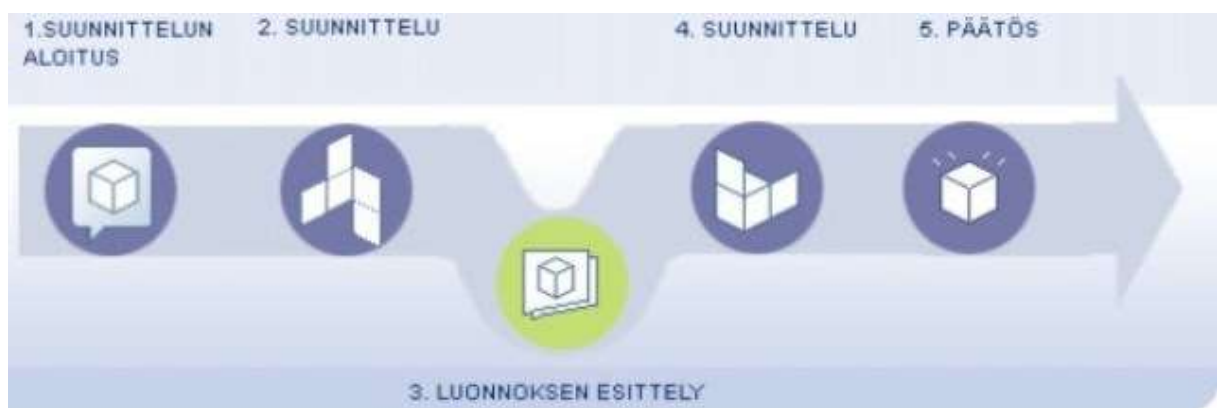 1.SUUNNITTELUN
ALOITUS
2. SUUNNITTELU
3. LUONNOKSEN ESITTELY
4. SUUNNITTELU
5. PÄÄTÖS